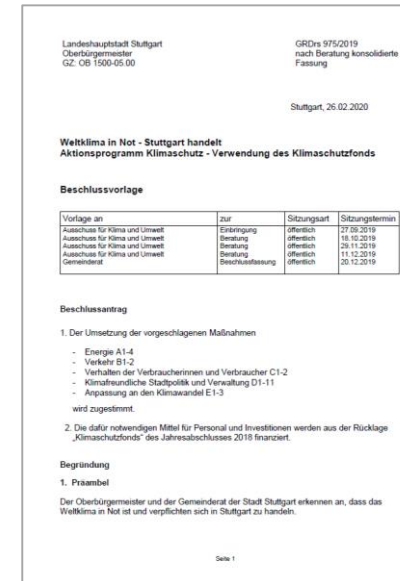 Landeshauptstadt Stuttgart
Oberbürgermeister
GZ: OB 1500-05.00
GRDrs 975/2019
nach Beratung konsolidierte
Fassung
Stuttgart, 26.02.2020
Weltklima in Not - Stuttgart handelt
Aktionsprogramm Klimaschutz - Verwendung des Klimaschutzfonds
Beschlussvorlage
Vorlage an zur Sitzungsart Sitzungstermin
Ausschuss für Klima und Umwelt Einbringung öffentlich 27.09.2019
Ausschuss für Klima und Umwelt Beratung öffentlich 18.10.2019
Ausschuss für Klima und Umwelt Beratung öffentlich 29.11.2019
Ausschuss für Klima und Umwelt Beratung öffentlich 11.12.2019
Gemeinderat Beschlussfassung öffentlich 20.12.2019
Beschlussantrag
1. Der Umsetzung der vorgeschlagenen Maßnahmen
- Energie A1-4
- Verkehr B1-2
- Verhalten der Verbraucherinnen und Verbraucher C1-2
- Klimafreundliche Stadtpolitik und Verwaltung D1-11
- Anpassung an den Klimawandel E1-3
wird zugestimmt.
2. Die dafür notwendigen Mittel für Personal und Investitionen werden aus der Rücklage
„Klimaschutzfonds“ des Jahresabschlusses 2018 finanziert.
Begründung
1. Präambel
Der Oberbürgermeister und der Gemeinderat der Stadt Stuttgart erkennen an, dass das
Weltklima in Not ist und verpflichten sich in Stuttgart zu handeln.
Seite 1